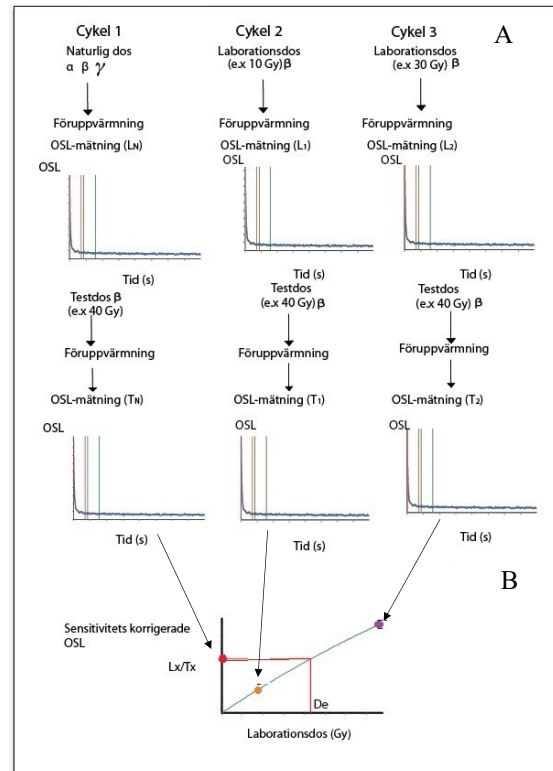 A
Cykel 1
Naturlig dos
α β γ
Föruppvärmning
OSL-mätning (LN)
OSL
Tid (s)
Testdos β
(e.x 40 Gy)
Föruppvärmning
OSL-mätning (TN)
OSL
Tid (s)
Cykel 2
Laborationsdos
(e.x 10 Gy) β
Föruppvärmning
OSL-mätning (L1)
OSL
Tid (s)
Testdos
(e.x 40 Gy) β
Föruppvärmning
OSL-mätning (T1)
OSL
Tid (s)
Cykel 3
Laborationsdos
(e.x 30 Gy) β
Föruppvärmning
OSL-mätning (L2)
OSL
Tid (s)
Testdos
(e.x 40 Gy) β
Föruppvärmning
OSL-mätning (T2)
OSL
Tid (s)
B
Sensitivitets korrigerade
OSL
Lx/Tx
De
Laborationsdos (Gy)